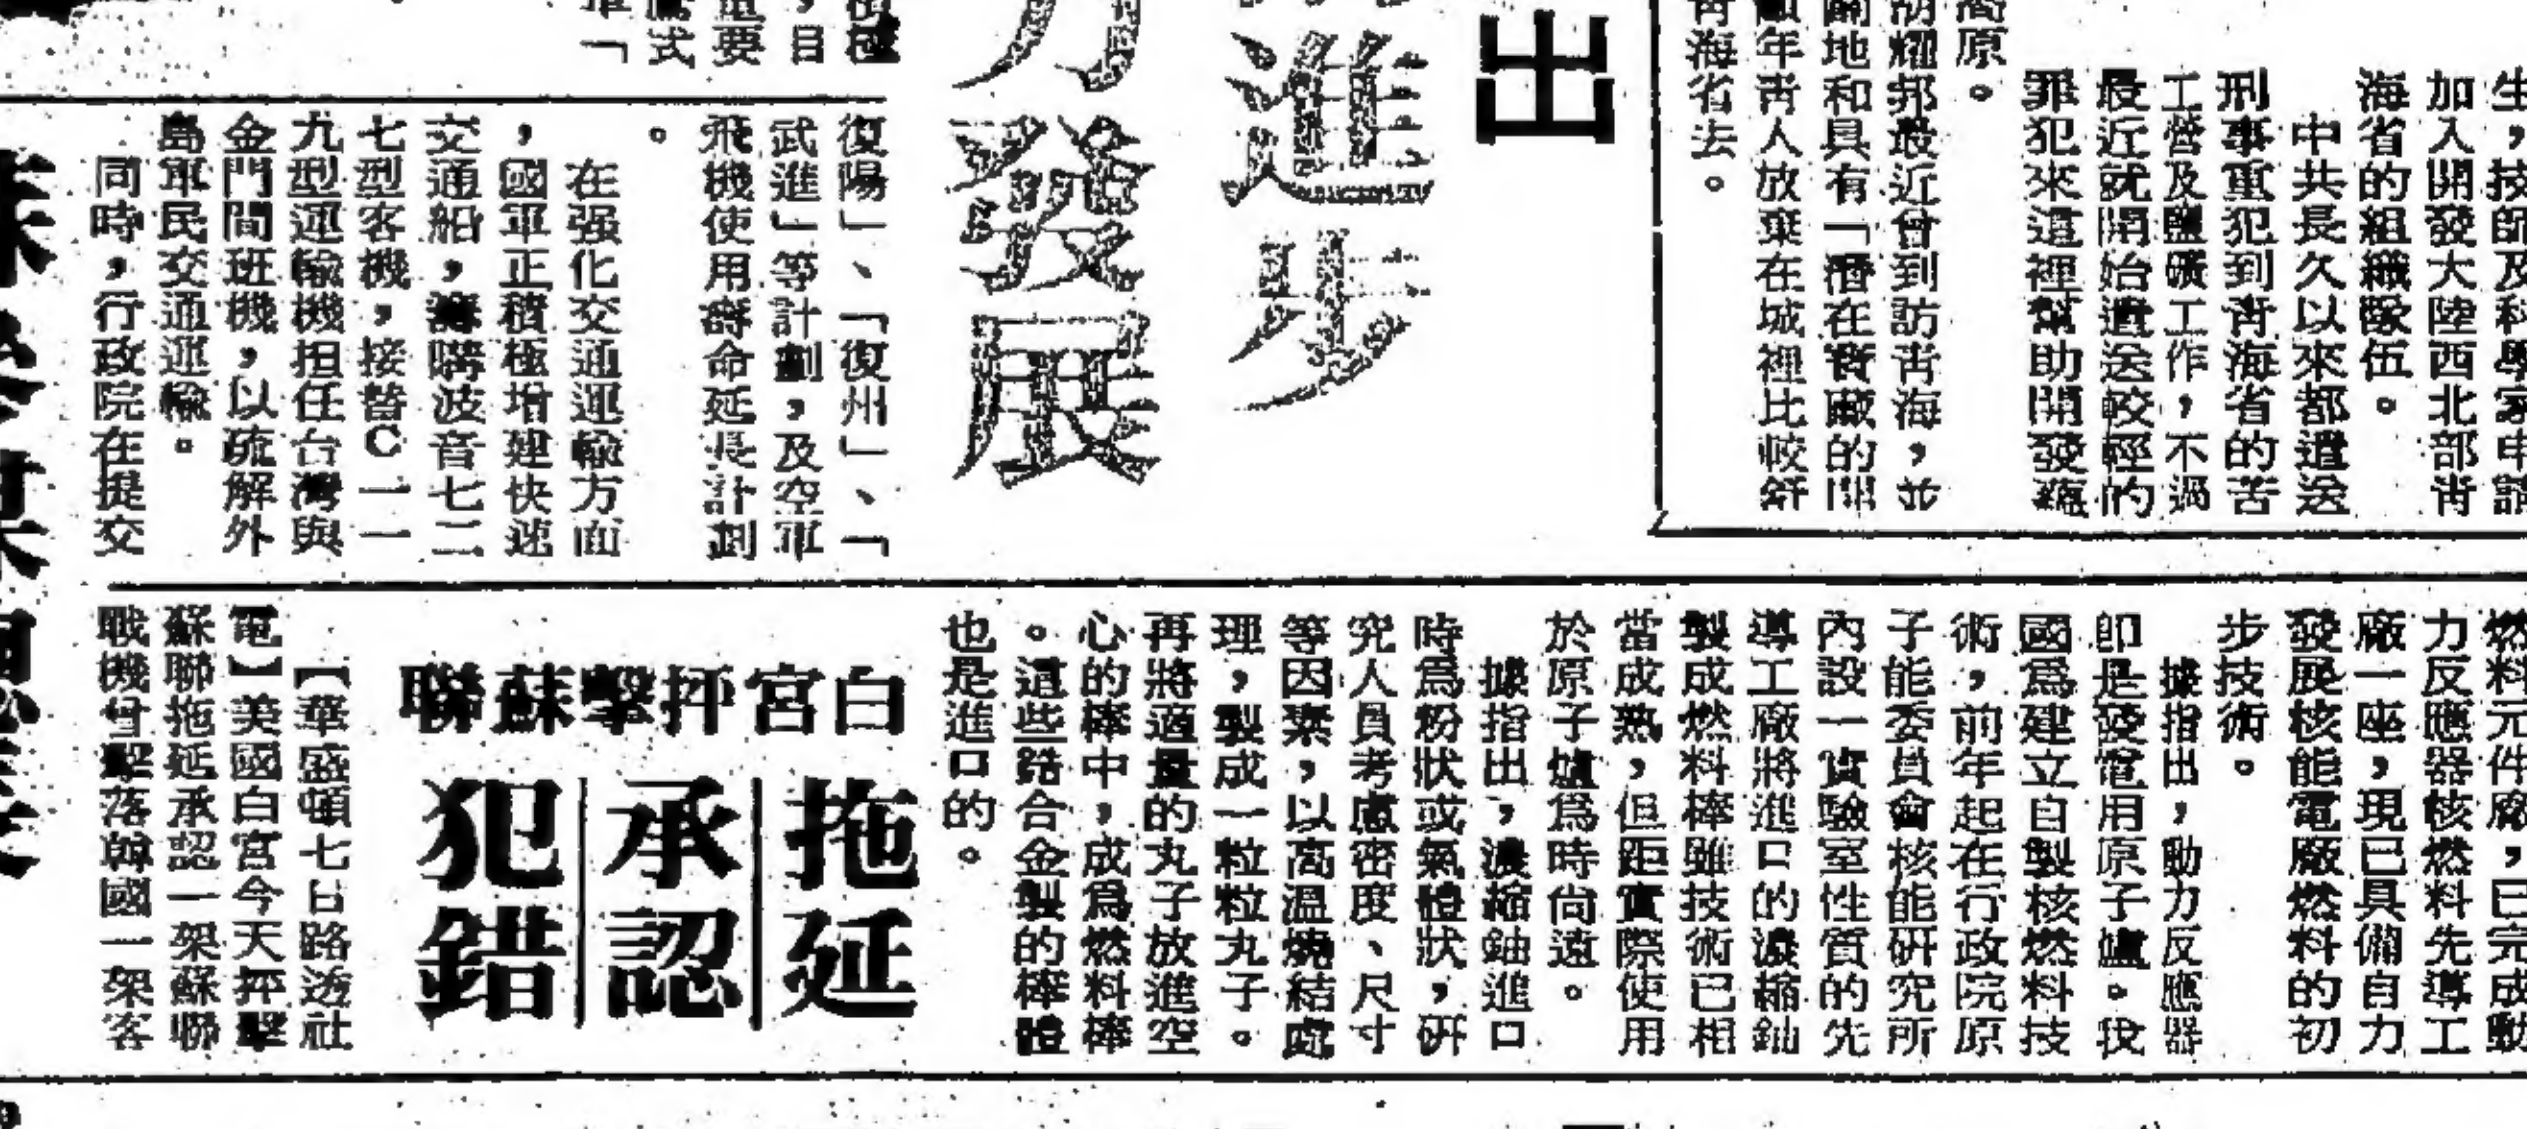 生，技師及科學家申請
加入開發大陸西北部青
海省的組織隊伍。
中共長久以來都遣送
刑事重犯到青海省的苦
工營及鹽礦工作，不過
最近就開始遣送較輕的
罪犯來這裡幫助開發
高原。
胡耀邦最近曾到訪青海，並
關地和具有「潛在寶藏的開
年青人放棄在城裡比較舒
青海省去。
出
進步
力發展
極
，目
重要
式
「
復陽」、「復州」、「
武進」等計劃，及空軍
飛機使用壽命延長計劃
。
在强化交通運輸方面
，國軍正積極增建快速
交通船，籌購波音七二
七型客機，接替C一一
九型運輸機担任台灣與
金門間班機，以疏解外
島軍民交通運輸。
同時，行政院在提交
燃料元件廠，已完成動
力反應器核燃料先導工
廠一座，現已具備自力
發展核能電廠燃料的初
步技術。
據指出，動力反應器
即是發電用原子爐。我
國爲建立自製核燃料技
術，前年起在行政院原
子能委員會核能研究所
內設一實驗室性質的先
導工廠將進口的濃縮鈾
製成燃料棒雖技術已相
當成熟，但距實際使用
於原子爐爲時尙遠。
據指出，濃縮鈾進口
時爲粉狀或氣體狀，研
究人員考慮密度、尺寸
等因素，以高溫燒結處
理，製成一粒粒丸子。
再將適量的丸子放進空
心的棒中，成爲燃料棒
。這些鋯合金製的棒體
也是進口的。
白宮抨擊蘇聯
拖延
承認
犯錯
【華盛頓七日路透社
電】美國白宮今天抨擊
蘇聯拖延承認一架蘇聯
戰機曾擊落韓國一架客